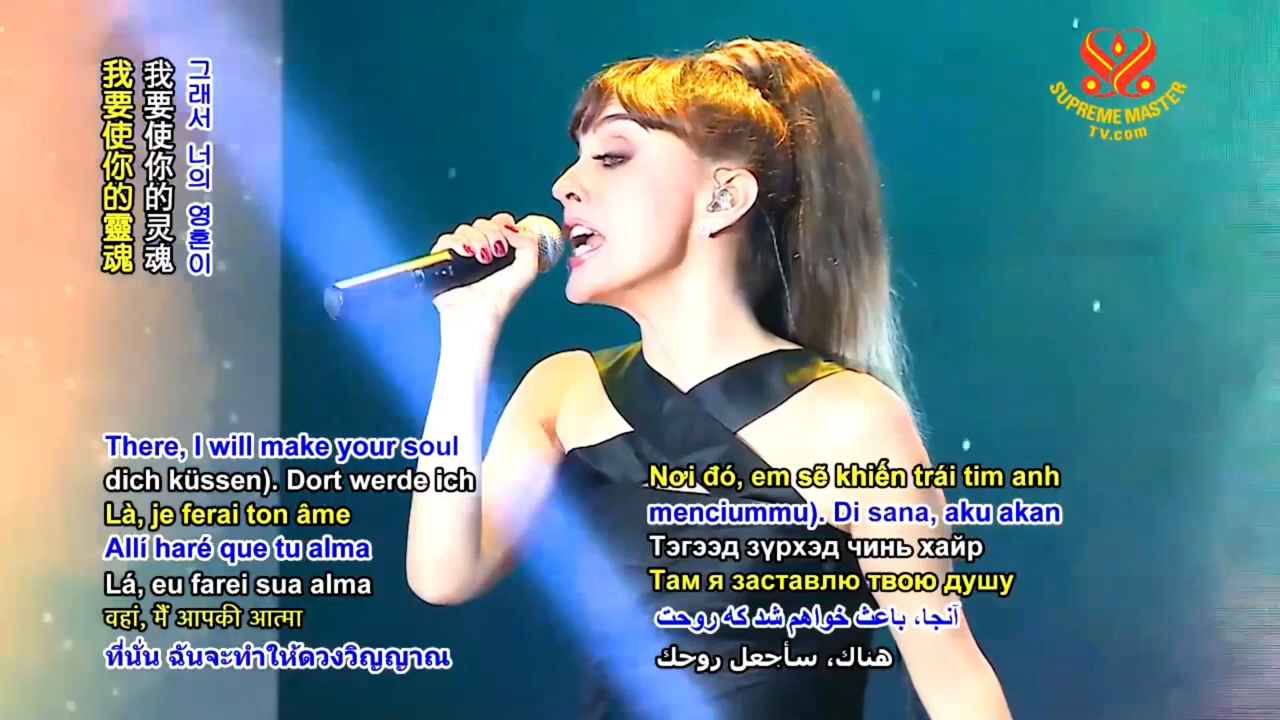 我要使你的靈魂
我要使你的灵魂
그래서 너의 영혼이
SUPREME MASTER
TV.com
There, I will make your soul
dich küssen). Dort werde ich
Là, je ferai ton âme
Allí haré que tu alma
Lá, eu farei sua alma
वहां, मैं आपकी आत्मा
ที่นั่น ฉันจะทำให้ดวงวิญญาณ
Nơi đó, em sẽ khiến trái tim anh
menciummu). Di sana, aku akan
Тэгээд зүрхэд чинь хайр
Там я заставлю твою душу
آنجا، باعث خواهم شد که روحت
هناك، سأجعل روحك